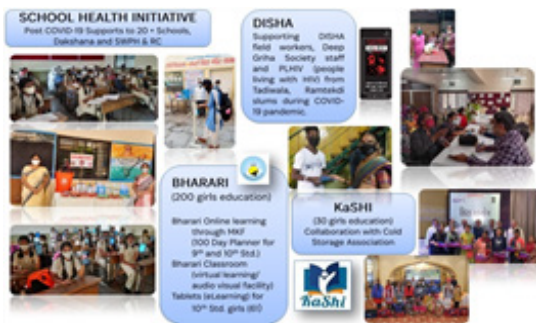 SCHOOL HEALTH INITIATIVE
Post COVID-19 Supports to 20 + Schools,
Dakshana and SWPH & RC
DISHA
Supporting DISHA
field workers, Deep
Griha Society staff
and PLHIV (people
living with HIV) from
Tadiwala, Ramtekdi
slums during COVID-
19 pandemic.
BHARARI
(200 girls education)
Bharari Online learning
through MKF
(100 Day Planner for
9th and 10th Std.)
Bharari Classroom
(virtual learning/
audio visual facility)
Tablets (eLearning) for
10th Std. girls (61)
KaSHI
(30 girls education)
Collaboration with Cold
Storage Association
KaShi